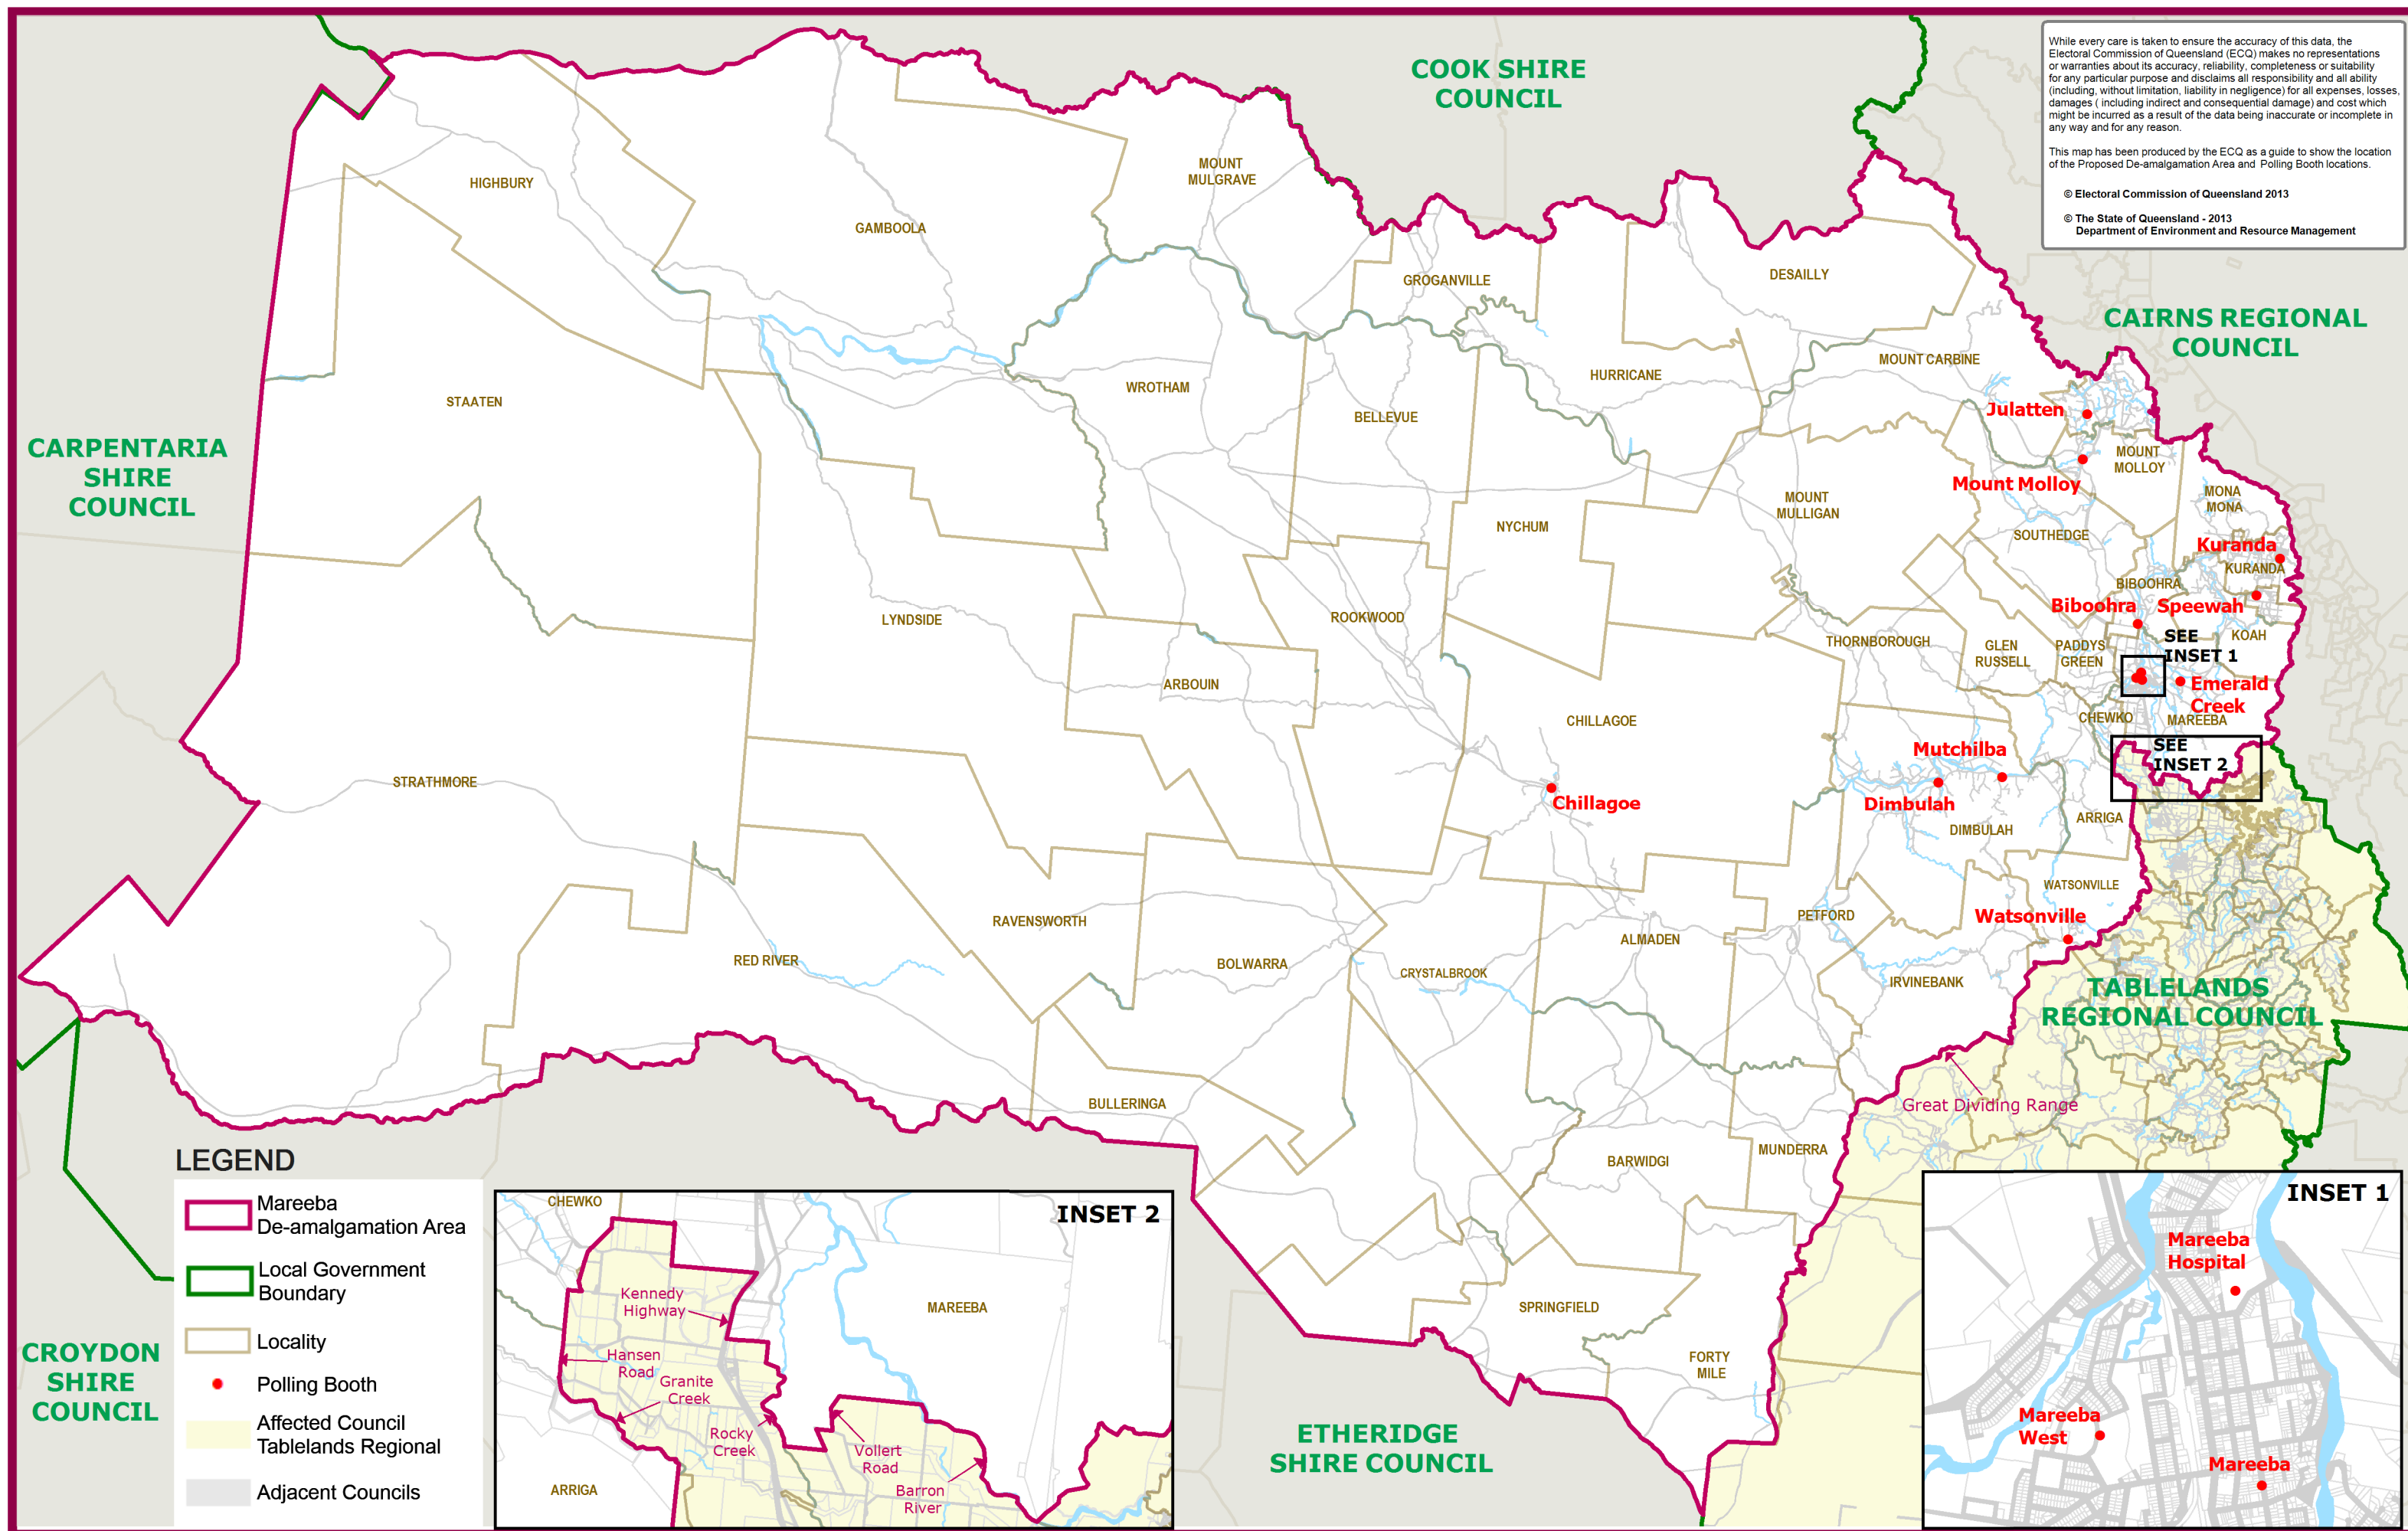 While every care is taken to ensure the accuracy of this data, the
Electoral Commission of Queensland (ECQ) makes no representations
or warranties about its accuracy, reliability, completeness or suitability
for any particular purpose and disclaims all responsibility and all ability
(including, without limitation, liability in negligence) for all expenses, losses,
damages ( including indirect and consequential damage) and cost which
might be incurred as a result of the data being inaccurate or incomplete in
any way and for any reason.
This map has been produced by the ECQ as a guide to show the location
of the Proposed De-amalgamation Area and Polling Booth locations.
© Electoral Commission of Queensland 2013
© The State of Queensland - 2013
Department of Environment and Resource Management
COOK SHIRE
COUNCIL
CAIRNS REGIONAL
COUNCIL
CARPENTARIA
SHIRE
COUNCIL
HIGHBURY
GAMBOOLA
MOUNT
MULGRAVE
GROGANVILLE
DESAILLY
STAATEN
WROTHAM
BELLEVUE
HURRICANE
MOUNT CARBINE
Julatten
MOUNT
MOLLOY
Mount Molloy
MONA
MONA
NYCHUM
MOUNT
MULLIGAN
SOUTHEDGE
Kuranda
KURANDA
BIBOOHRA
Biboohra
Speewah
LYNDSIDE
ROOKWOOD
THORNBOROUGH
GLEN
RUSSELL
PADDYS
GREEN
SEE
INSET 1
KOAH
ARBOUIN
Emerald
Creek
CHILLAGOE
CHEWKO
MAREEBA
STRATHMORE
Mutchilba
SEE
INSET 2
Chillagoe
Dimbulah
DIMBULAH
ARRIGA
WATSONVILLE
Watsonville
RAVENSWORTH
PETFORD
ALMADEN
RED RIVER
BOLWARRA
CRYSTALBROOK
IRVINEBANK
TABLELANDS
REGIONAL COUNCIL
BULLERINGA
Great Dividing Range
BARWIDGI
MUNDERRA
SPRINGFIELD
FORTY
MILE
ETHERIDGE
SHIRE COUNCIL
CROYDON
SHIRE
COUNCIL
LEGEND
Mareeba
De-amalgamation Area
Local Government
Boundary
Locality
Polling Booth
Affected Council
Tablelands Regional
Adjacent Councils
INSET 2
CHEWKO
Kennedy
Highway
MAREEBA
Hansen
Road
Granite
Creek
Rocky
Creek
Vollert
Road
Barron
River
ARRIGA
INSET 1
Mareeba
Hospital
Mareeba
West
Mareeba